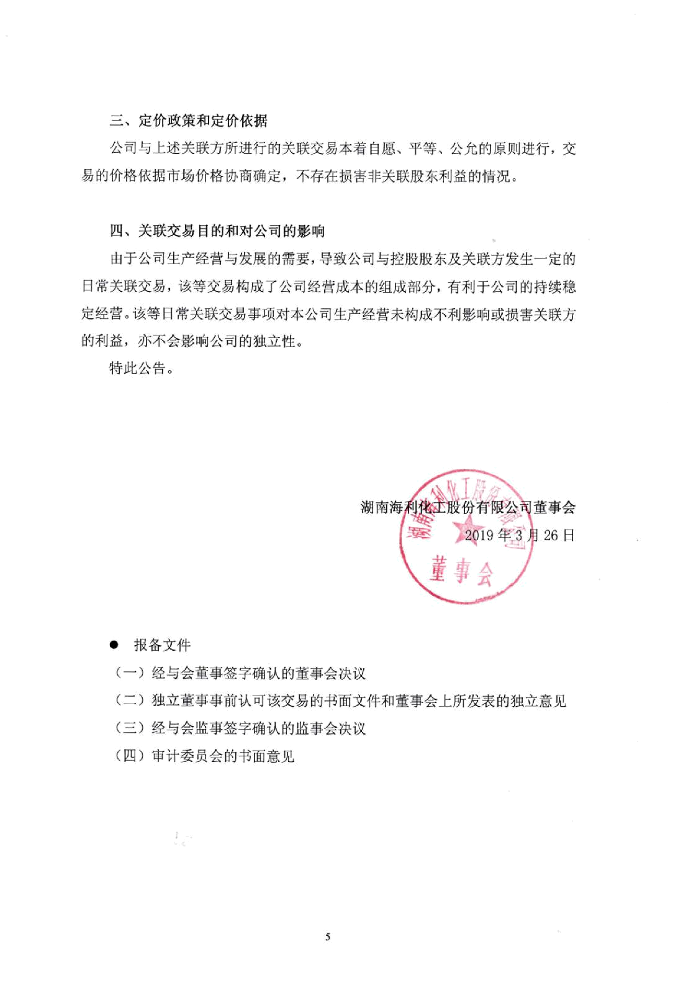 三、定价政策和定价依据
公司与上述关联方所进行的关联交易本着自愿、平等、公允的原则进行，交
易的价格依据市场价格协商确定，不存在损害非关联股东利益的情况。
四、关联交易目的和对公司的影响
由于公司生产经营与发展的需要，导致公司与控股股东及关联方发生一定的
日常关联交易，该等交易构成了公司经营成本的组成部分，有利于公司的持续稳
定经营。该等日常关联交易事项对本公司生产经营未构成不利影响或损害关联方
的利益，亦不会影响公司的独立性。
特此公告。
湖南海利化工股份有限公司董事会
2019 年 3 月 26 日
湖南海利化工股份有限公司
董事会
● 报备文件
（一）经与会董事签字确认的董事会决议
（二）独立董事事前认可该交易的书面文件和董事会上所发表的独立意见
（三）经与会监事签字确认的监事会决议
（四）审计委员会的书面意见
5